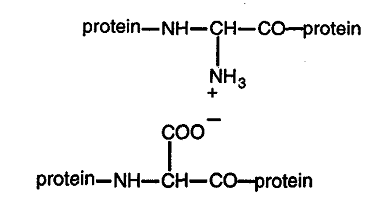 protein—NH—CH—CO—protein
NH3
+
COO−
protein—NH—CH—CO—protein